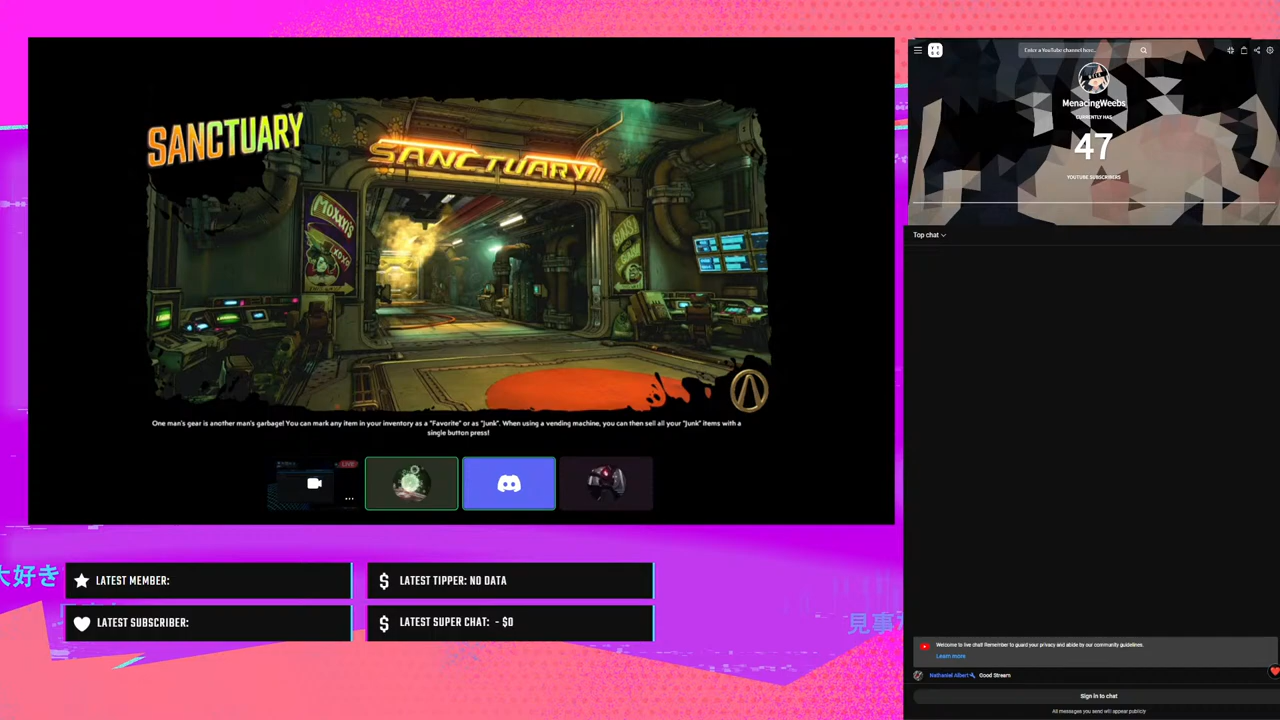 SANCTUARY
SANCTUARY III
MOXXI'S
XOXO
One man's gear is another man's garbage! You can mark any item in your inventory as a "Favorite" or as "Junk". When using a vending machine, you can then sell all your "Junk" items with a
single button press!
LIVE
大好き
見事
LATEST MEMBER:
LATEST TIPPER: NO DATA
LATEST SUBSCRIBER:
LATEST SUPER CHAT: - $0
Enter a YouTube channel here...
MenacingWeebs
CURRENTLY HAS
47
YOUTUBE SUBSCRIBERS
Top chat
Welcome to live chat! Remember to guard your privacy and abide by our community guidelines.
Learn more
Nathaniel Albert Good Stream
Sign in to chat
All messages you send will appear publicly